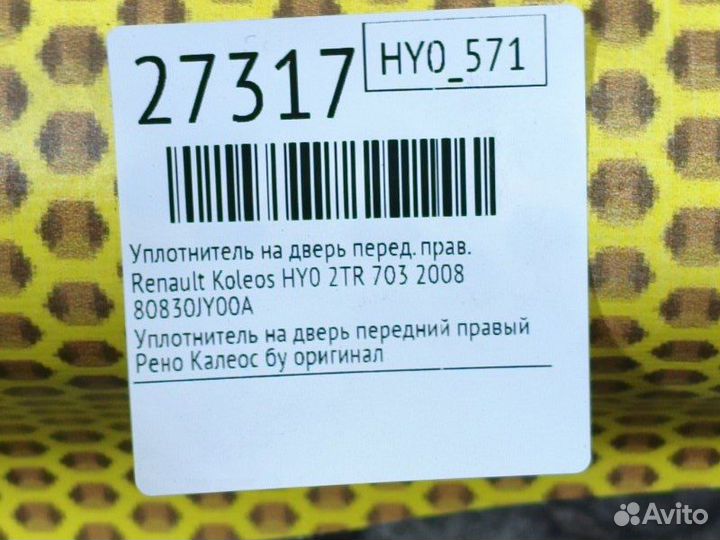 27317
HY0_571
Уплотнитель на дверь перед. прав.
Renault Koleos HY0 2TR 703 2008
80830JY00A
Уплотнитель на дверь передний правый
Рено Калеос бу оригинал
Avito